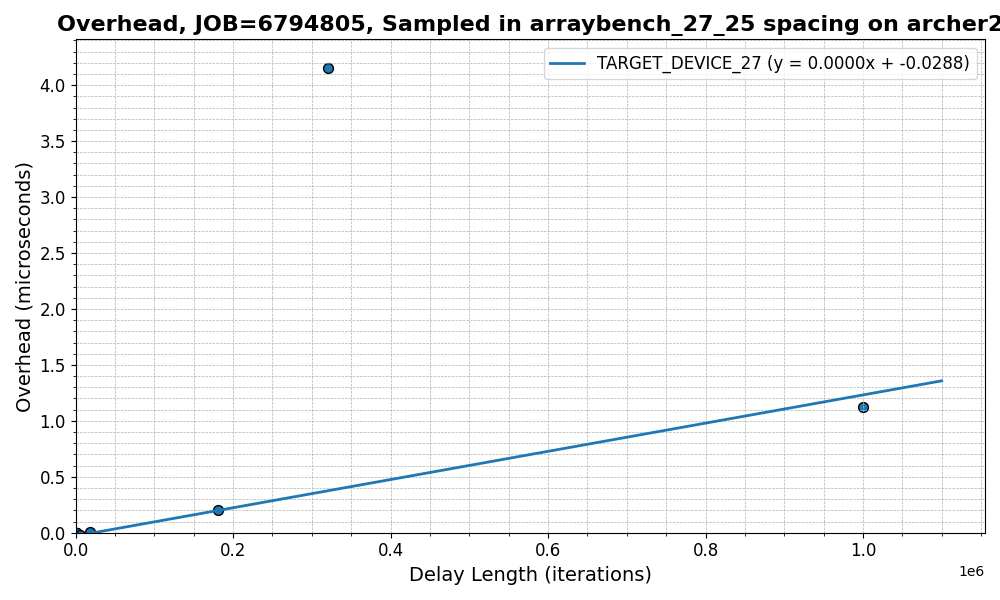 Overhead, JOB=6794805, Sampled in arraybench_27_25 spacing on archer2
TARGET_DEVICE_27 (y = 0.0000x + -0.0288)
Overhead (microseconds)
4.0
3.5
3.0
2.5
2.0
1.5
1.0
0.5
0.0
0.0 0.2 0.4 0.6 0.8 1.0
1e6
Delay Length (iterations)